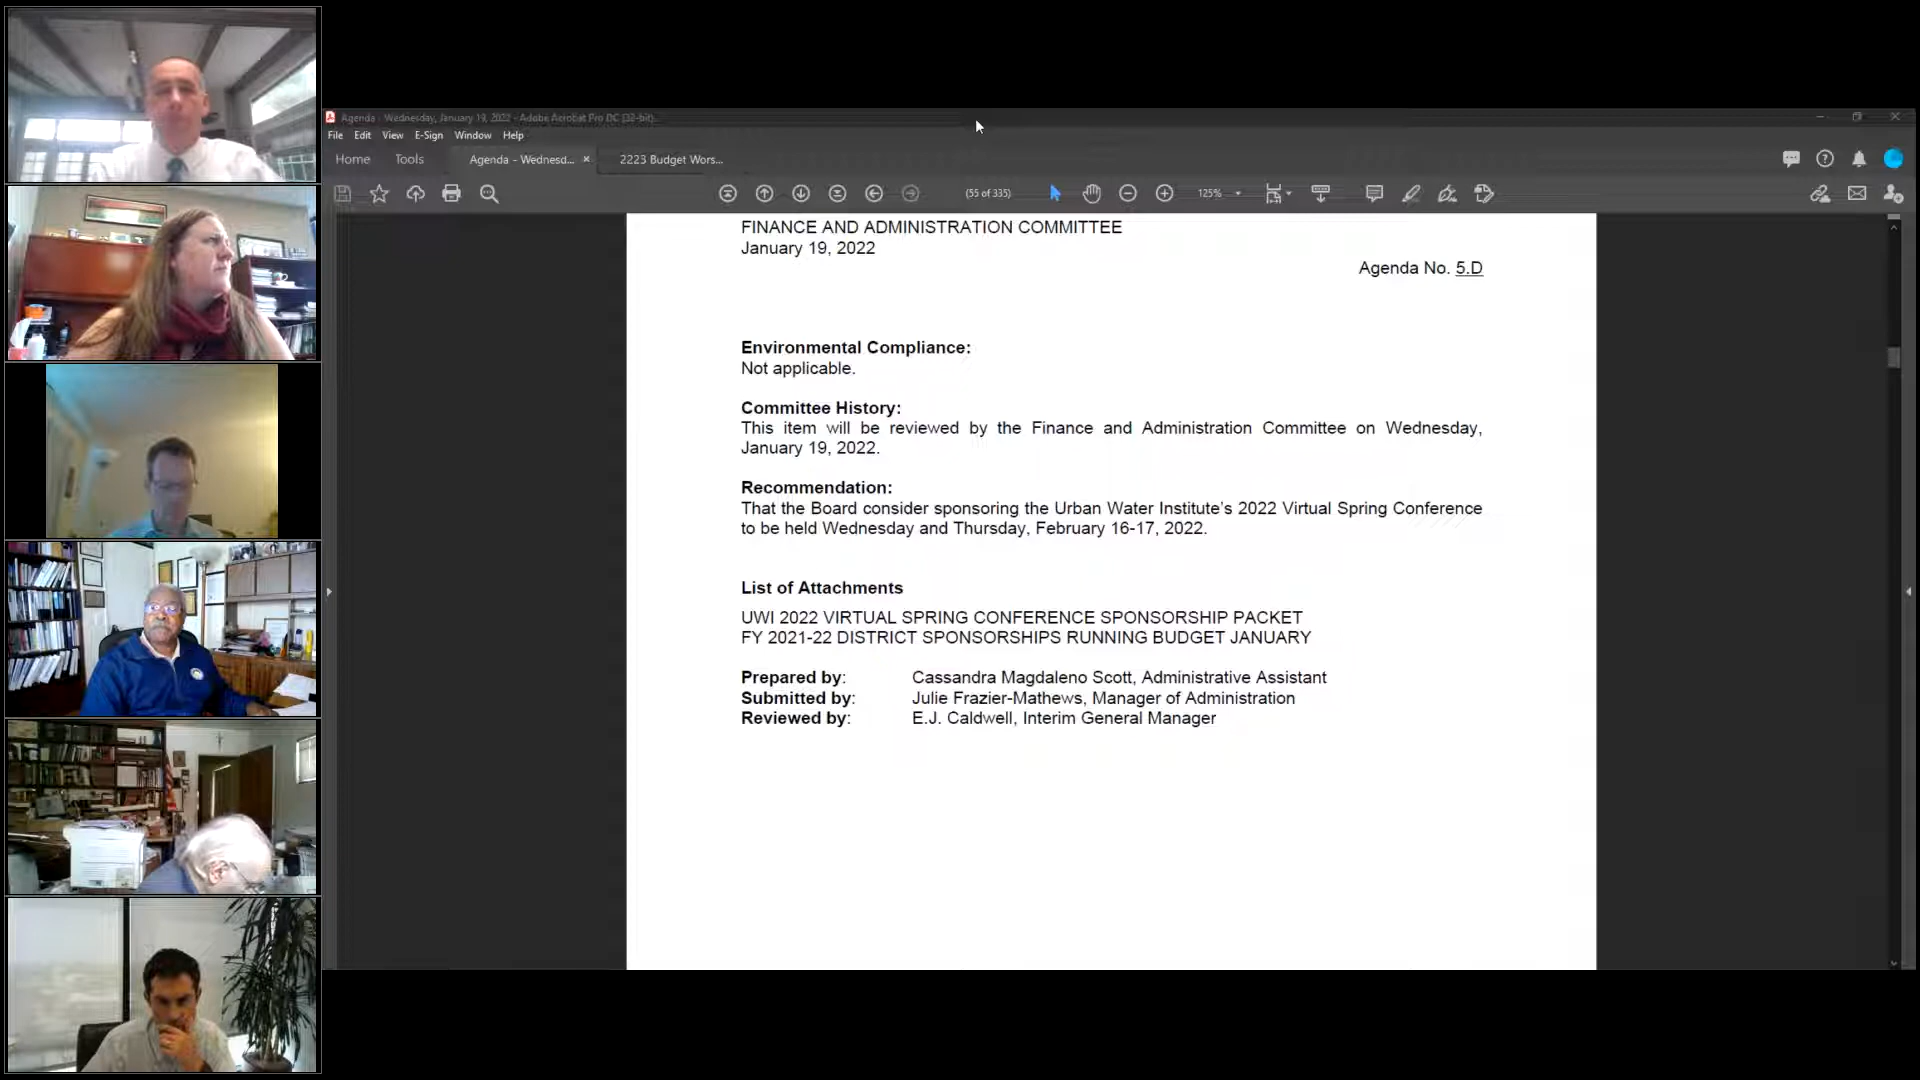 Agenda - Wednesday, January 19, 2022 - Adobe Acrobat Pro DC (32-bit)
File Edit View E-Sign Window Help
Home Tools Agenda - Wednesd... × 2223 Budget Wors...
(55 of 335) 125%
FINANCE AND ADMINISTRATION COMMITTEE
January 19, 2022
Agenda No. 5.D
Environmental Compliance:
Not applicable.
Committee History:
This item will be reviewed by the Finance and Administration Committee on Wednesday,
January 19, 2022.
Recommendation:
That the Board consider sponsoring the Urban Water Institute’s 2022 Virtual Spring Conference
to be held Wednesday and Thursday, February 16-17, 2022.
List of Attachments
UWI 2022 VIRTUAL SPRING CONFERENCE SPONSORSHIP PACKET
FY 2021-22 DISTRICT SPONSORSHIPS RUNNING BUDGET JANUARY
Prepared by: Cassandra Magdaleno Scott, Administrative Assistant
Submitted by: Julie Frazier-Mathews, Manager of Administration
Reviewed by: E.J. Caldwell, Interim General Manager